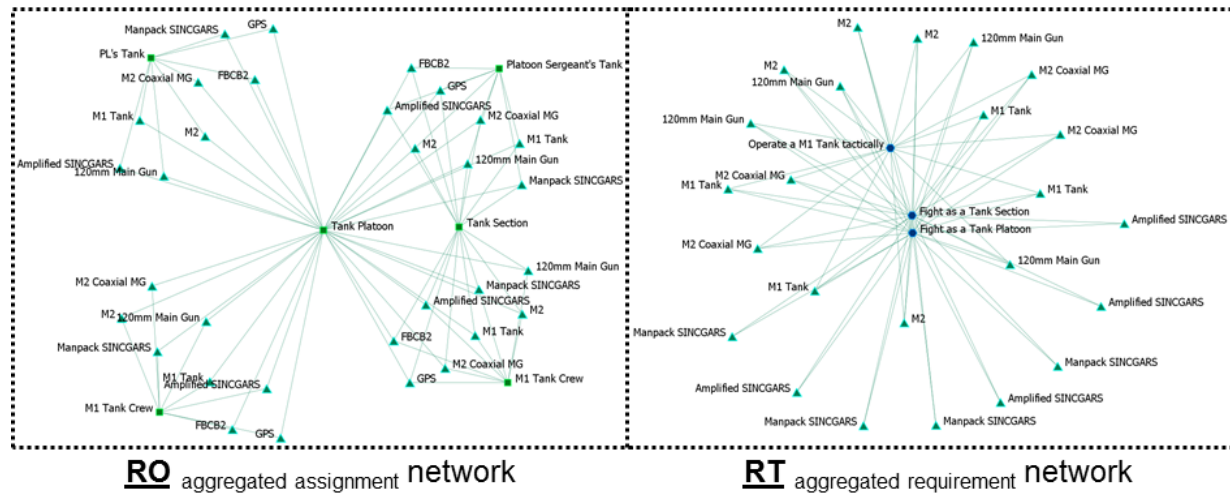 GPS
Manpack SINCGARS
PL's Tank
M2 Coaxial MG
FBCB2
M1 Tank
M2
Amplified SINCGARS
120mm Main Gun
FBCB2
Platoon Sergeant's Tank
GPS
Amplified SINCGARS
M2 Coaxial MG
M1 Tank
M2
120mm Main Gun
Manpack SINCGARS
Tank Platoon
Tank Section
120mm Main Gun
M2 Coaxial MG
Manpack SINCGARS
Amplified SINCGARS
M2
M2
120mm Main Gun
M1 Tank
FBCB2
Manpack SINCGARS
M2 Coaxial MG
M1 Tank
Amplified SINCGARS
GPS
M1 Tank Crew
M1 Tank Crew
FBCB2
GPS
RO aggregated assignment network
M2
M2
120mm Main Gun
M2
M2 Coaxial MG
120mm Main Gun
M1 Tank
120mm Main Gun
M2 Coaxial MG
Operate a M1 Tank tactically
M2 Coaxial MG
M1 Tank
M1 Tank
Fight as a Tank Section
Amplified SINCGARS
Fight as a Tank Platoon
M2 Coaxial MG
120mm Main Gun
M1 Tank
Amplified SINCGARS
M2
Manpack SINCGARS
Manpack SINCGARS
Amplified SINCGARS
Amplified SINCGARS
Manpack SINCGARS
Manpack SINCGARS
RT aggregated requirement network